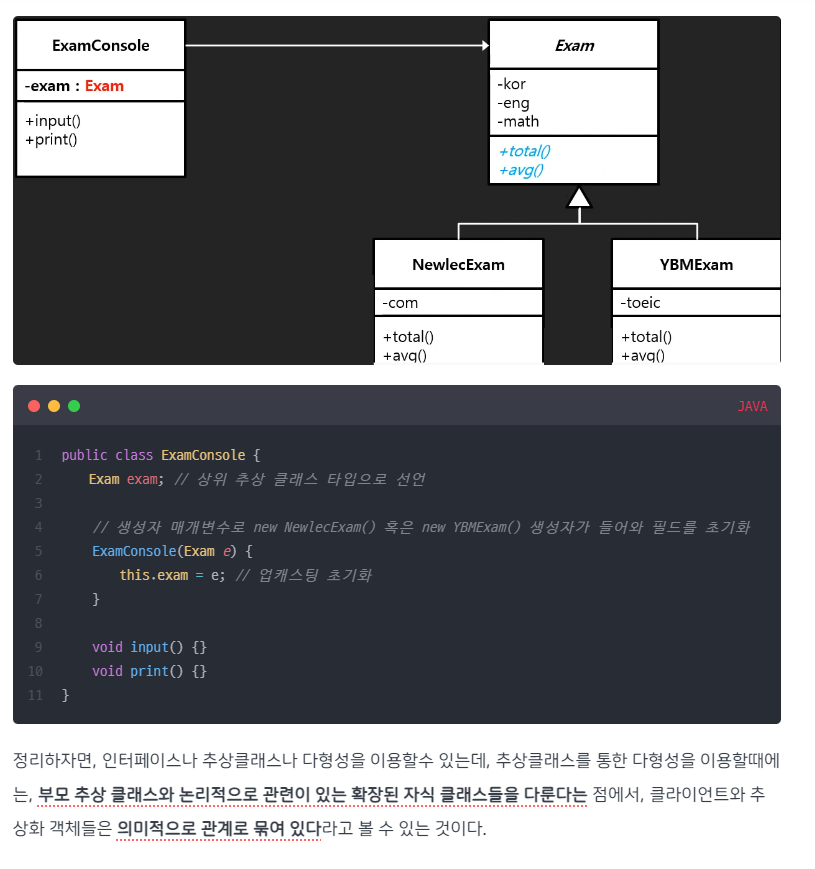 ExamConsole
Exam
-exam : Exam
-kor
-eng
-math
+input()
+print()
+total()
+avg()
NewlecExam
YBMExam
-com
-toeic
+total()
+total()
+avg()
+avg()
JAVA
1 public class ExamConsole {
2 Exam exam; // 상위 추상 클래스 타입으로 선언
3
4 // 생성자 매개변수로 new NewlecExam() 혹은 new YBMExam() 생성자가 들어와 필드를 초기화
5 ExamConsole(Exam e) {
6 this.exam = e; // 업캐스팅 초기화
7 }
8
9 void input() {}
10 void print() {}
11 }
정리하자면, 인터페이스나 추상클래스나 다형성을 이용할수 있는데, 추상클래스를 통한 다형성을 이용할때에
는, 부모 추상 클래스와 논리적으로 관련이 있는 확장된 자식 클래스들을 다룬다는 점에서, 클라이언트와 추
상화 객체들은 의미적으로 관계로 묶여 있다라고 볼 수 있는 것이다.